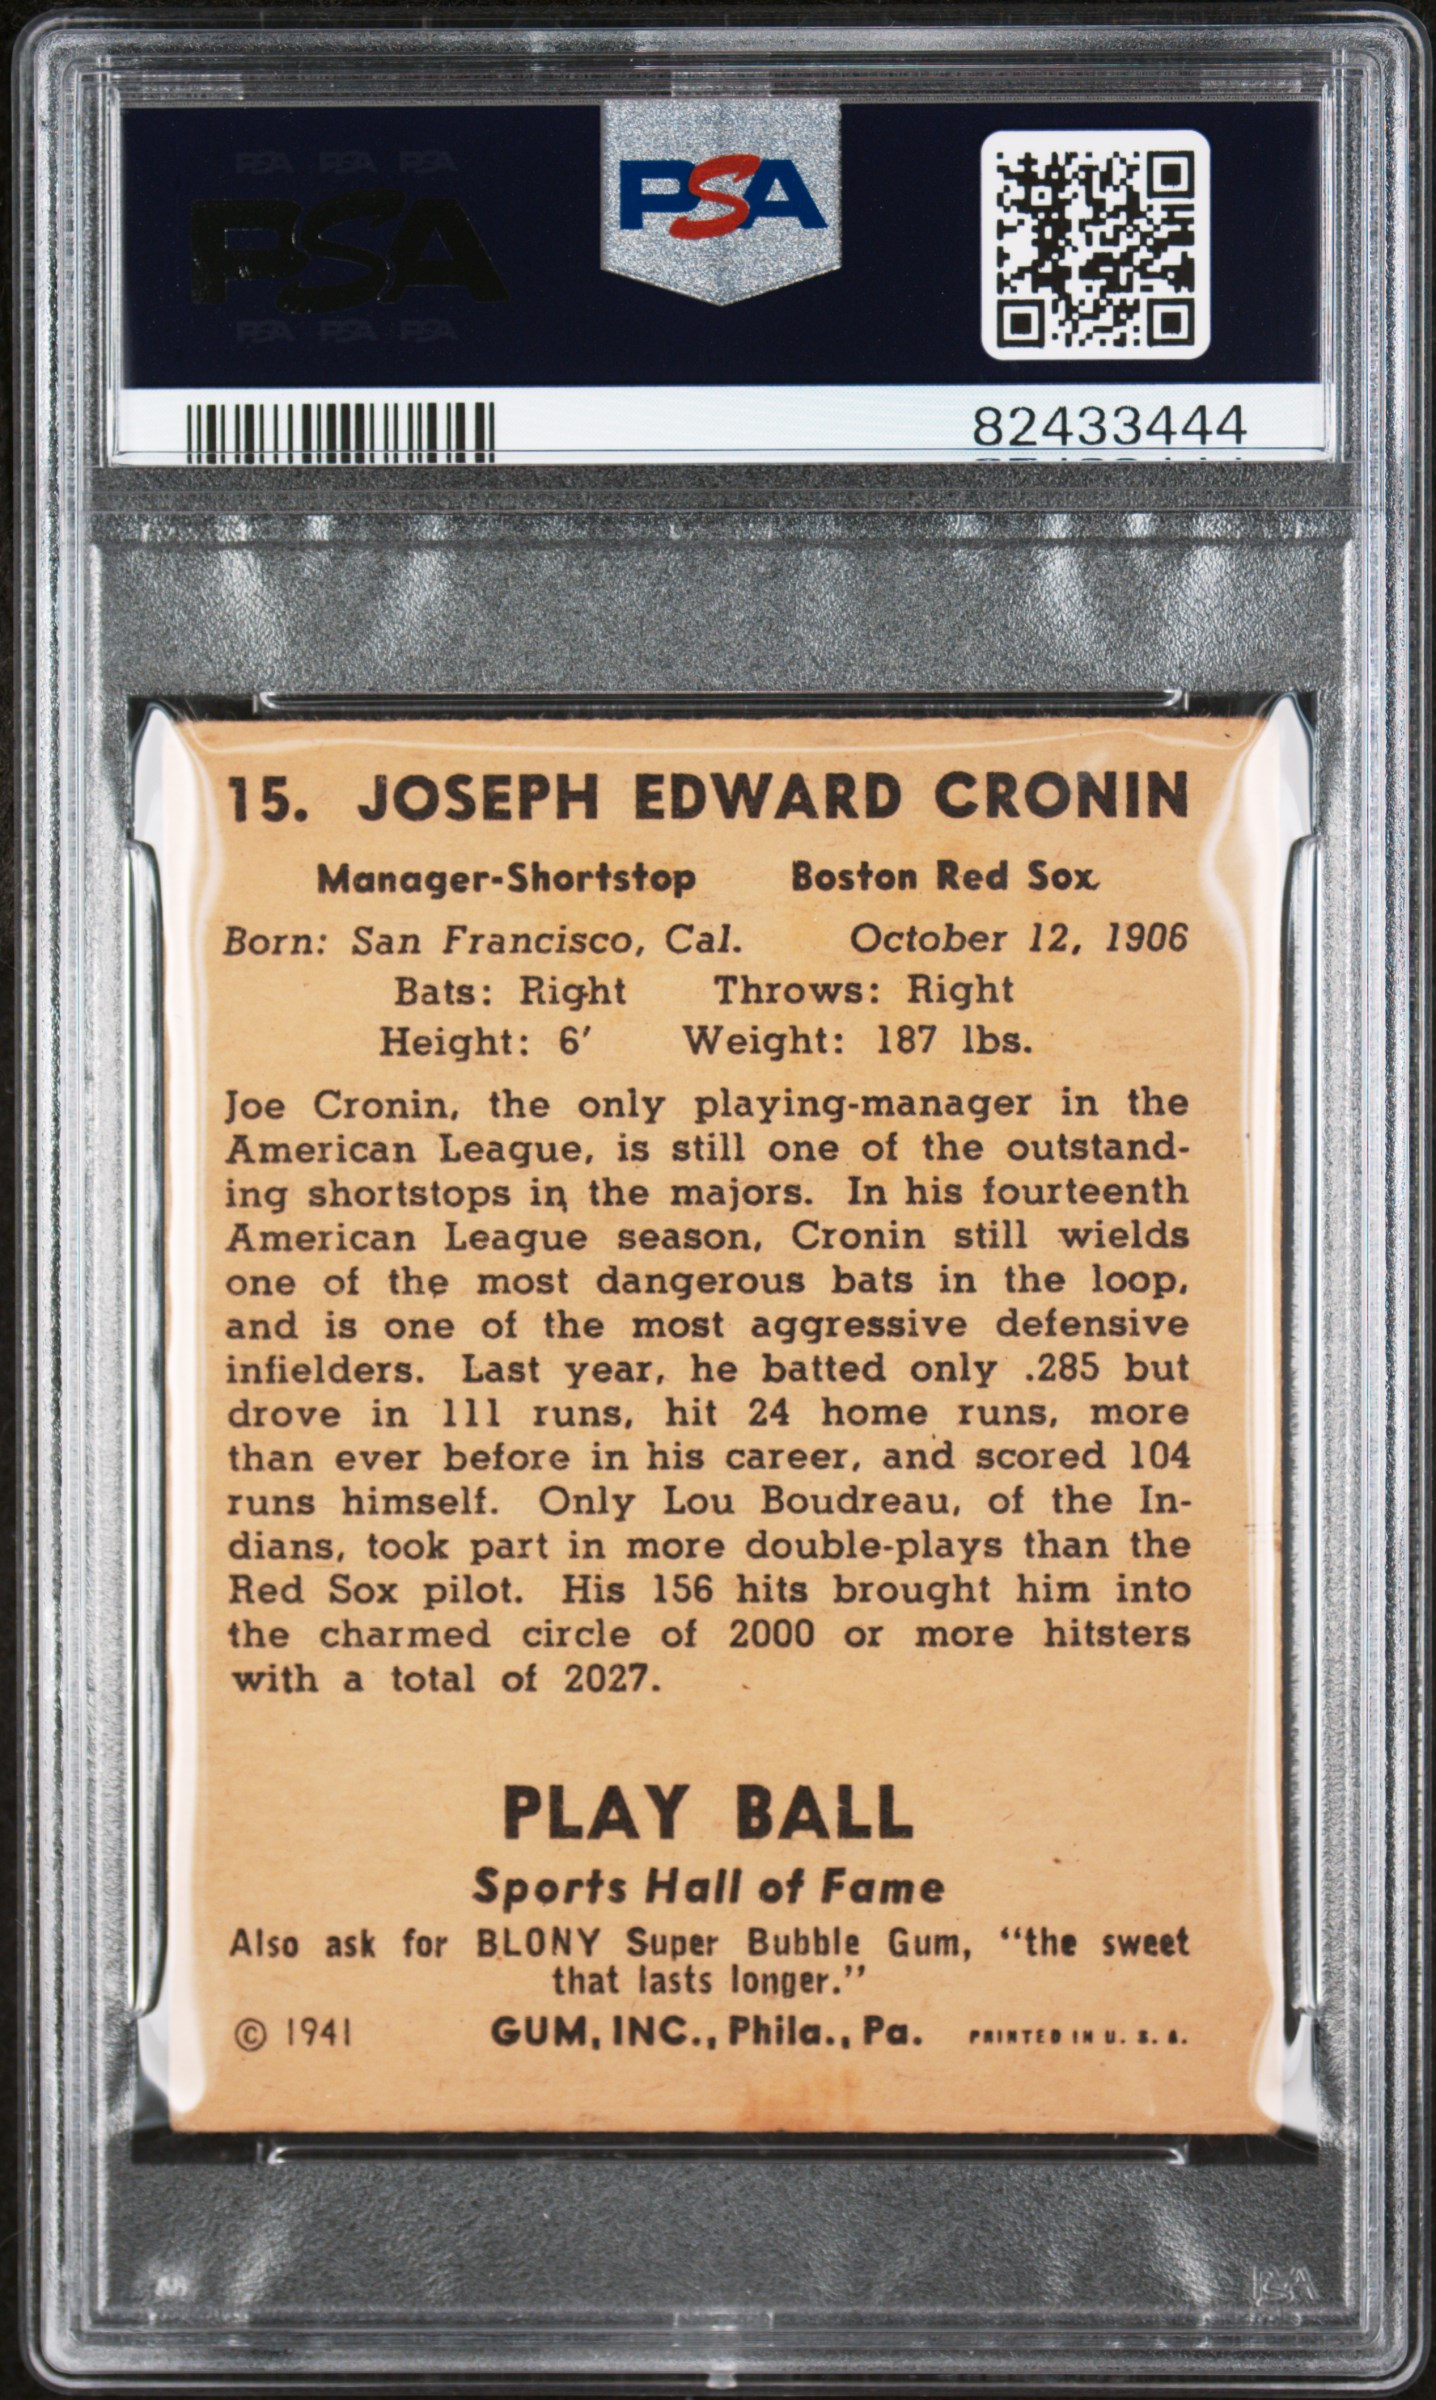 PSA PSA PSA
PSA
PSA PSA PSA
PSA
82433444
15. JOSEPH EDWARD CRONIN
Manager-Shortstop Boston Red Sox
Born: San Francisco, Cal. October 12, 1906
Bats: Right Throws: Right
Height: 6′ Weight: 187 lbs.
Joe Cronin, the only playing-manager in the
American League, is still one of the outstand-
ing shortstops in the majors. In his fourteenth
American League season, Cronin still wields
one of the most dangerous bats in the loop,
and is one of the most aggressive defensive
infielders. Last year, he batted only .285 but
drove in 111 runs, hit 24 home runs, more
than ever before in his career, and scored 104
runs himself. Only Lou Boudreau, of the In-
dians, took part in more double-plays than the
Red Sox pilot. His 156 hits brought him into
the charmed circle of 2000 or more hitsters
with a total of 2027.
PLAY BALL
Sports Hall of Fame
Also ask for BLONY Super Bubble Gum, “the sweet
that lasts longer.”
© 1941 GUM, INC., Phila., Pa. PRINTED IN U. S. A.
PSA